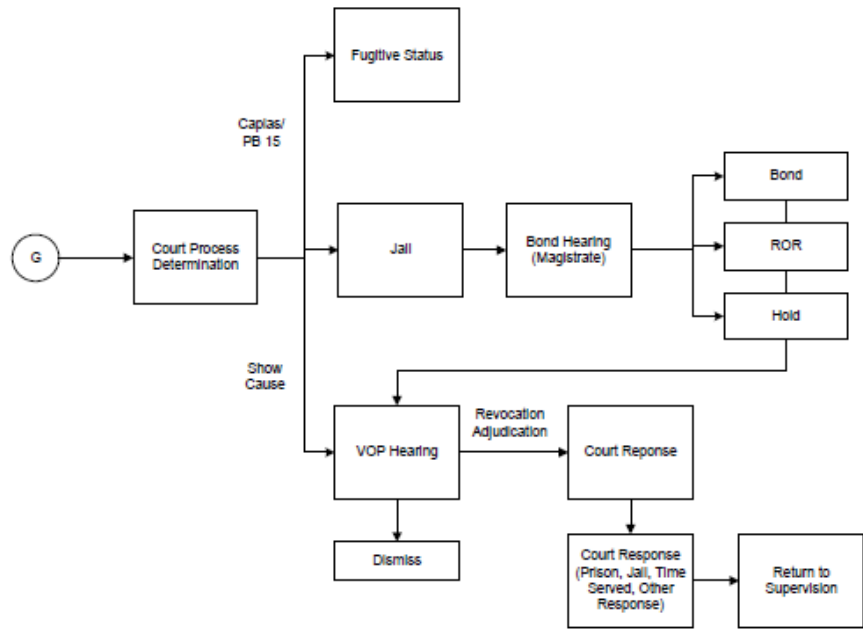 Fugitive Status
Capias/
PB 15
Bond
G
Court Process
Determination
Jail
Bond Hearing
(Magistrate)
ROR
Hold
Show
Cause
VOP Hearing
Revocation
Adjudication
Court Reponse
Dismiss
Court Response
(Prison, Jail, Time
Served, Other
Response)
Return to
Supervision